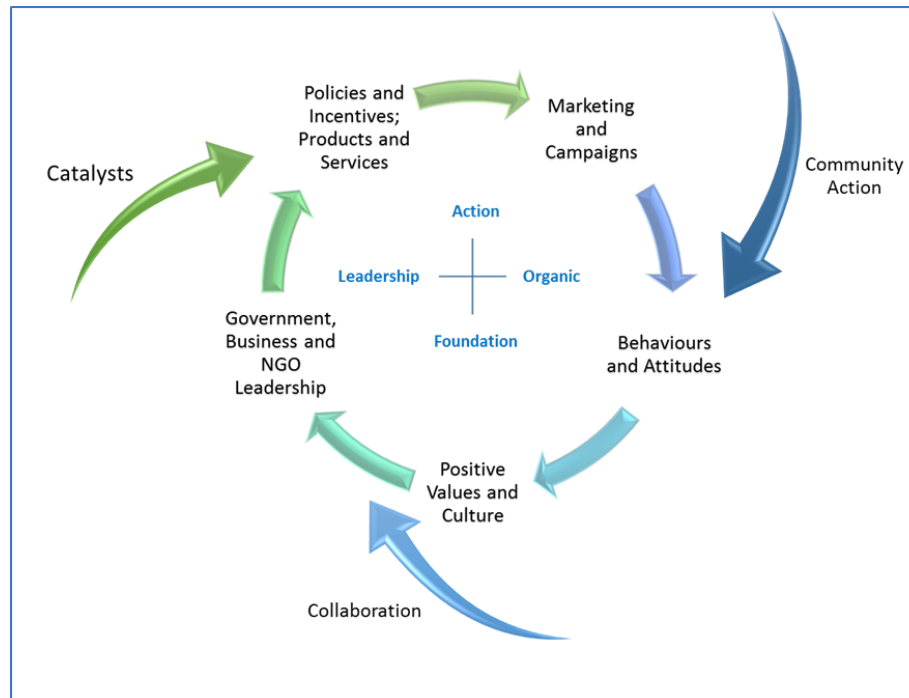 Policies and
Incentives;
Products and
Services
Marketing
and
Campaigns
Catalysts
Community
Action
Action
Leadership
Organic
Foundation
Government,
Business and
NGO
Leadership
Behaviours
and Attitudes
Positive
Values and
Culture
Collaboration